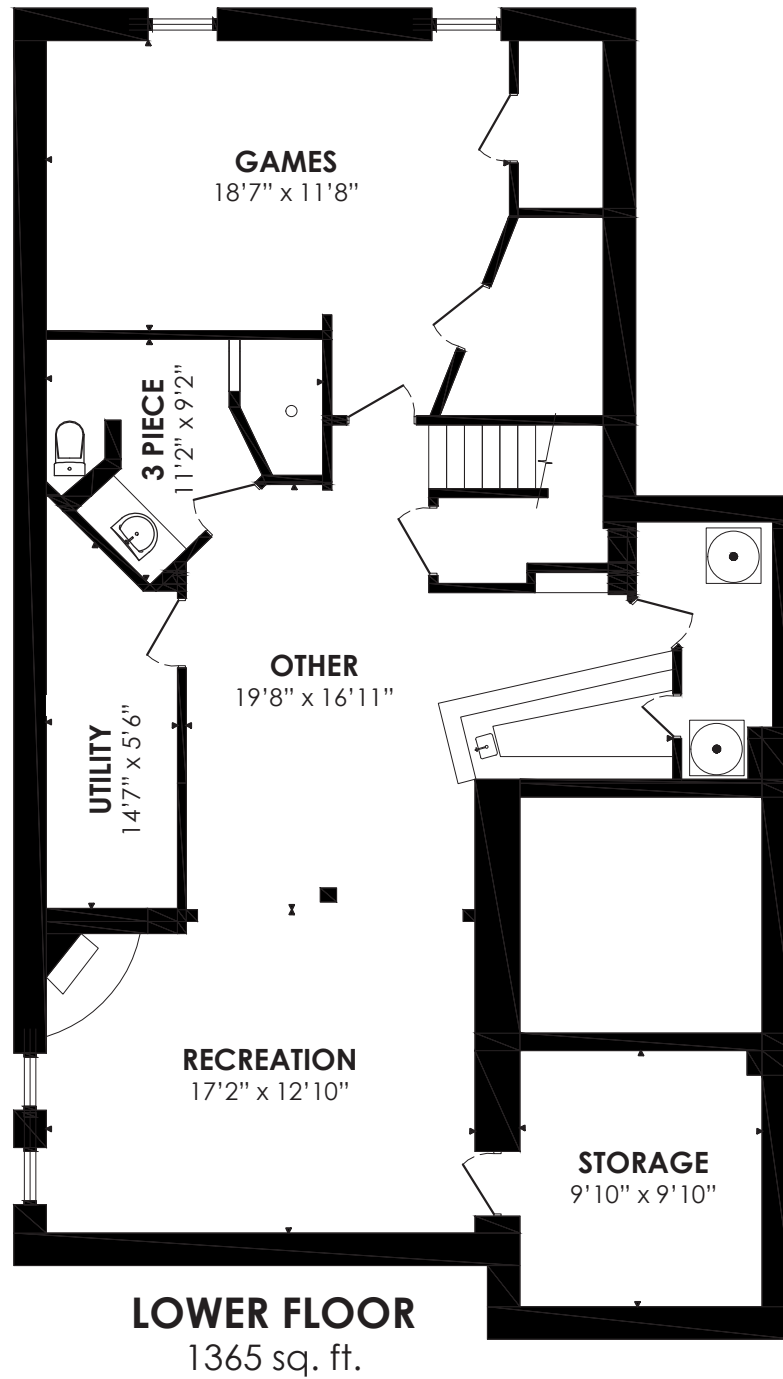 GAMES
18’7” x 11’8”
3 PIECE
11’2” x 9’2”
OTHER
19’8” x 16’11”
UTILITY
14’7” x 5’6”
RECREATION
17’2” x 12’10”
STORAGE
9’10” x 9’10”
LOWER FLOOR
1365 sq. ft.